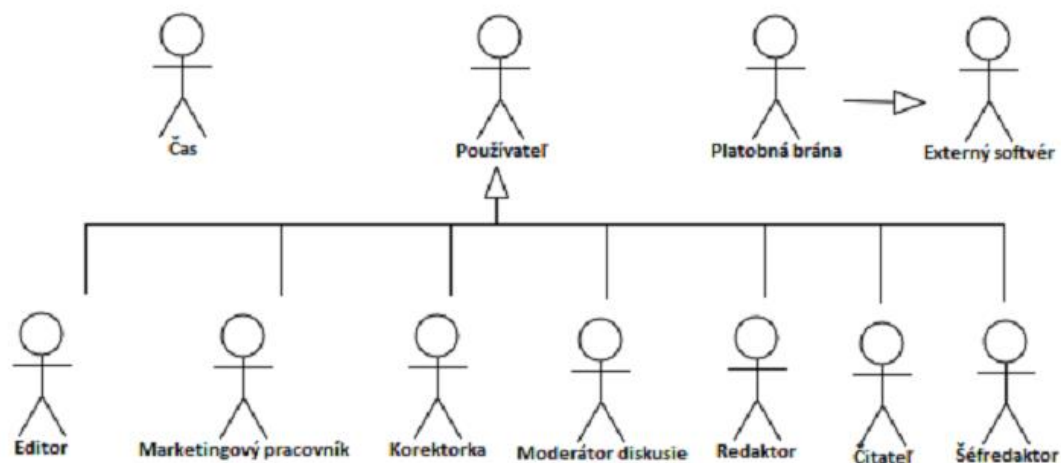 Čas
Používateľ
Platobná brána
Externý softvér
Editor
Marketingový pracovník
Korektorka
Moderátor diskusie
Redaktor
Čitateľ
Šéfredaktor